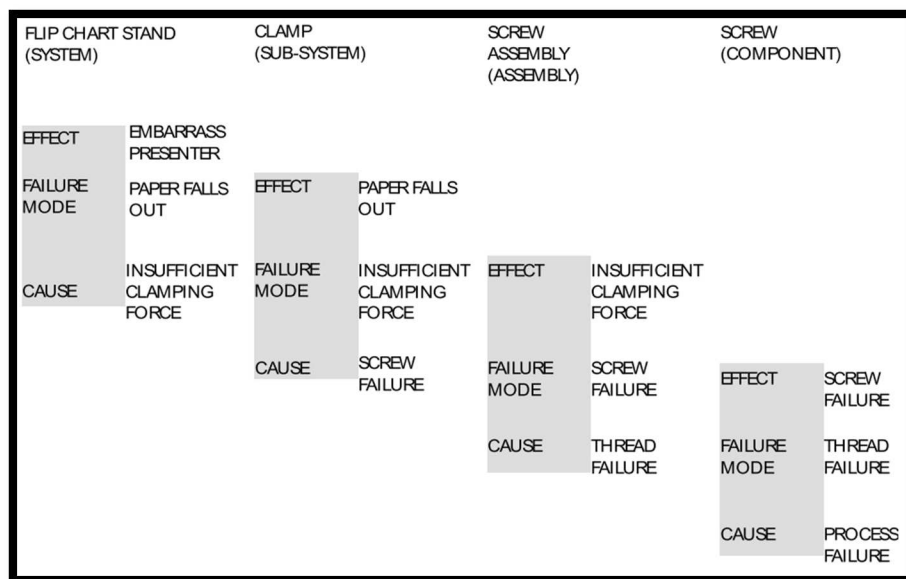 FLIP CHART STAND
(SYSTEM)
CLAMP
(SUB-SYSTEM)
SCREW
ASSEMBLY
(ASSEMBLY)
SCREW
(COMPONENT)
EFFECT
EMBARRASS
PRESENTER
FAILURE
MODE
PAPER FALLS
OUT
CAUSE
INSUFFICIENT
CLAMPING
FORCE
EFFECT
PAPER FALLS
OUT
FAILURE
MODE
INSUFFICIENT
CLAMPING
FORCE
CAUSE
SCREW
FAILURE
EFFECT
INSUFFICIENT
CLAMPING
FORCE
FAILURE
MODE
SCREW
FAILURE
CAUSE
THREAD
FAILURE
EFFECT
SCREW
FAILURE
FAILURE
MODE
THREAD
FAILURE
CAUSE
PROCESS
FAILURE